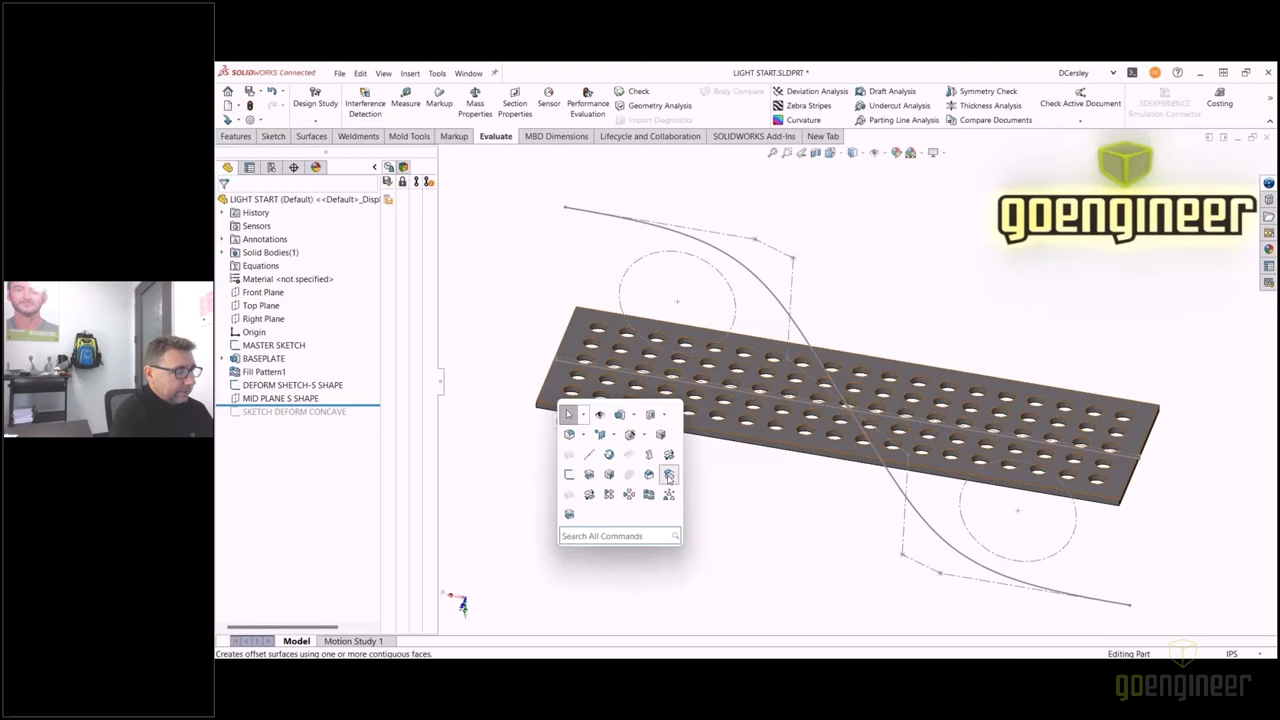 SOLIDWORKS Connected File Edit View Insert Tools Window LIGHT START.SLDPRT * DCersley
Design Study Interference Detection Measure Markup Mass Properties Section Properties Sensor Performance Evaluation Check Geometry Analysis Import Diagnostics Body Compare Deviation Analysis Zebra Stripes Curvature Draft Analysis Undercut Analysis Parting Line Analysis Symmetry Check Thickness Analysis Compare Documents Check Active Document 3DEXPERIENCE Simulation Connector Costing
Features Sketch Surfaces Weldments Mold Tools Markup Evaluate MBD Dimensions Lifecycle and Collaboration SOLIDWORKS Add-Ins New Tab
goengineer
LIGHT START (Default) <<Default>_Displ
History
Sensors
Annotations
Solid Bodies(1)
Equations
Material <not specified>
Front Plane
Top Plane
Right Plane
Origin
MASTER SKETCH
BASEPLATE
Fill Pattern1
DEFORM SHETCH-S SHAPE
MID PLANE S SHAPE
SKETCH DEFORM CONCAVE
Search All Commands
Model Motion Study 1
Creates offset surfaces using one or more contiguous faces. Editing Part IPS
goengineer